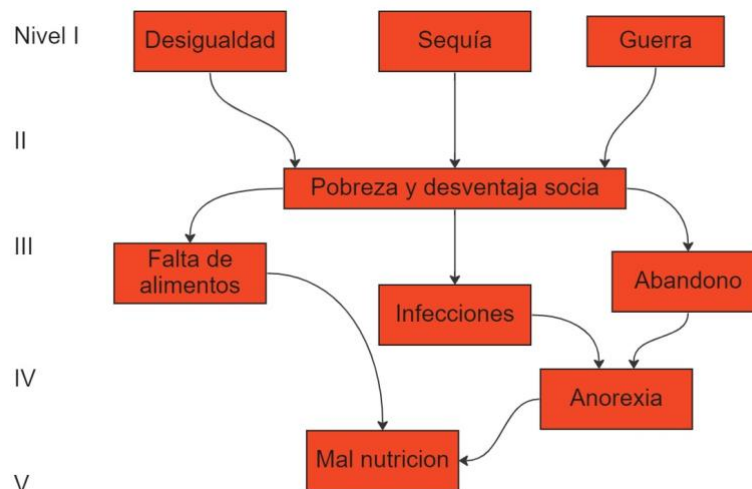 Nivel I
Desigualdad
Sequía
Guerra
II
Pobreza y desventaja socia
III
Falta de
alimentos
Infecciones
Abandono
IV
Anorexia
Mal nutricion
V